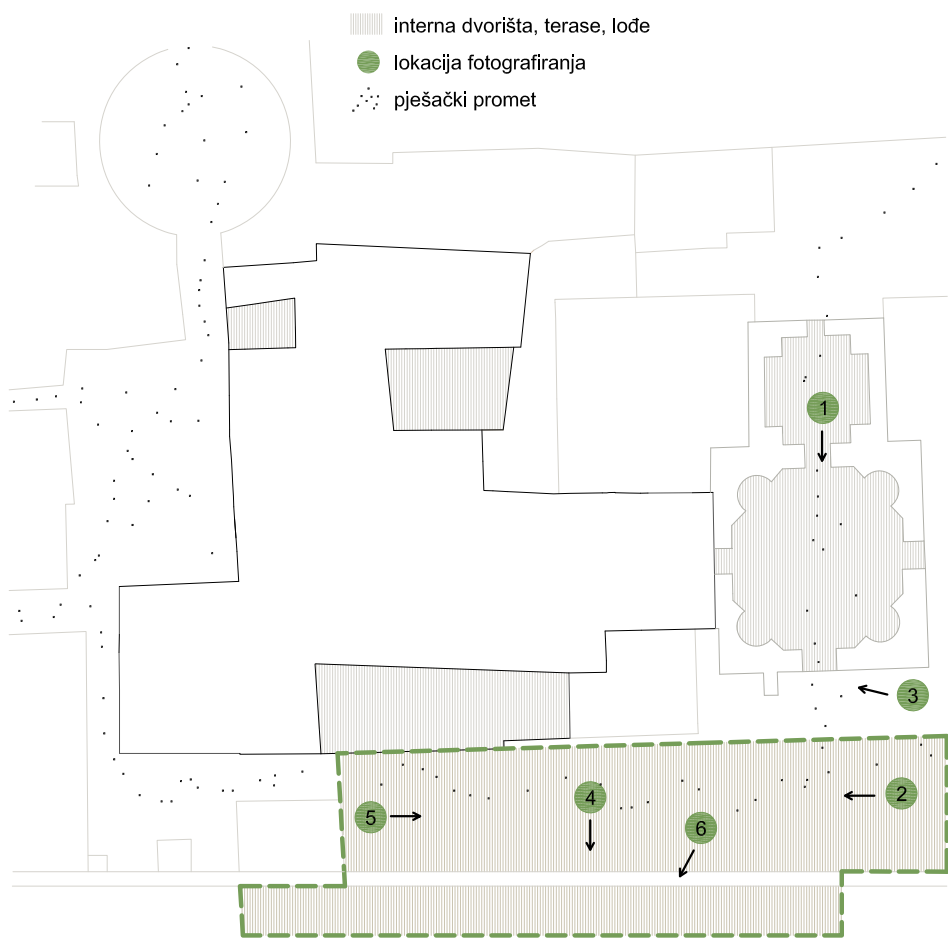 interna dvorišta, terase, lođe
lokacija fotografiranja
pješački promet
1
3
2
4
5
6